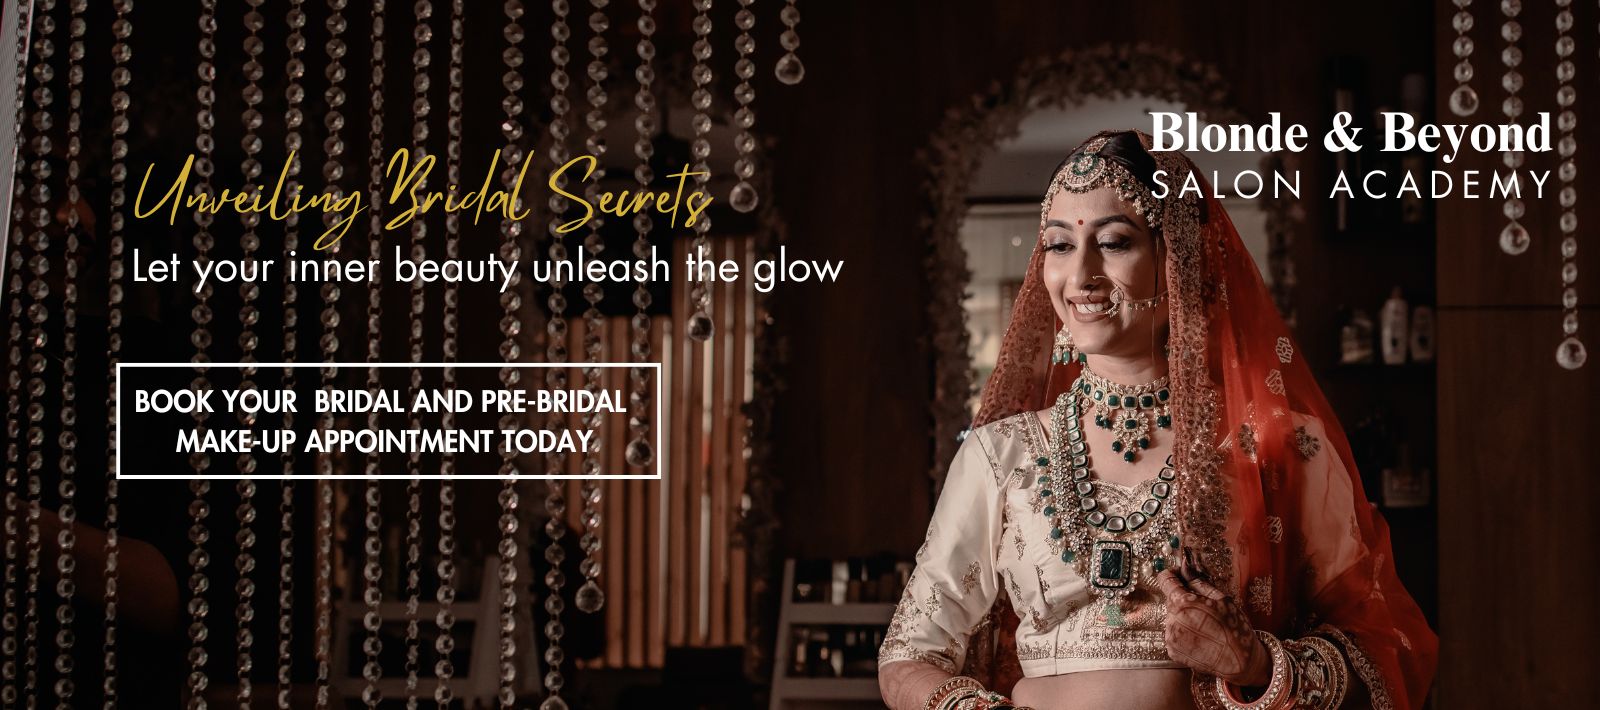 Blonde & Beyond
SALON ACADEMY
Unveiling Bridal Secrets
Let your inner beauty unleash the glow
BOOK YOUR BRIDAL AND PRE-BRIDAL
MAKE-UP APPOINTMENT TODAY